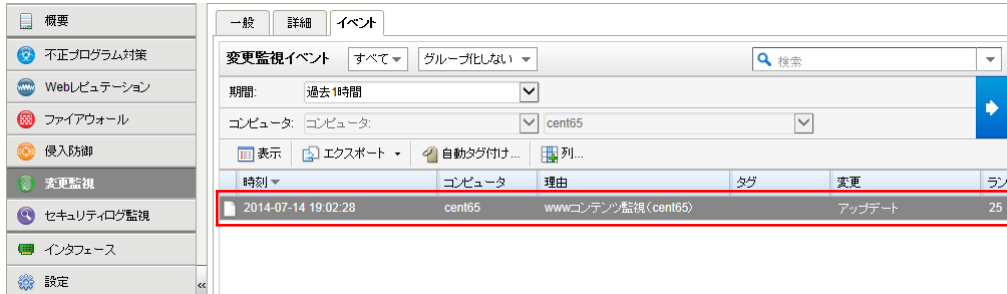 概要
不正プログラム対策
Webレピュテーション
ファイアウォール
侵入防御
変更監視
セキュリティログ監視
インタフェース
設定
«
一般 詳細 イベント
変更監視イベント すべて グループ化しない 検索
期間: 過去1時間
コンピュータ: コンピュータ: cent65
表示 エクスポート 自動タグ付け... 列...
時刻 コンピュータ 理由 タグ 変更 ラン
2014-07-14 19:02:28 cent65 wwwコンテンツ監視(cent65) アップデート 25